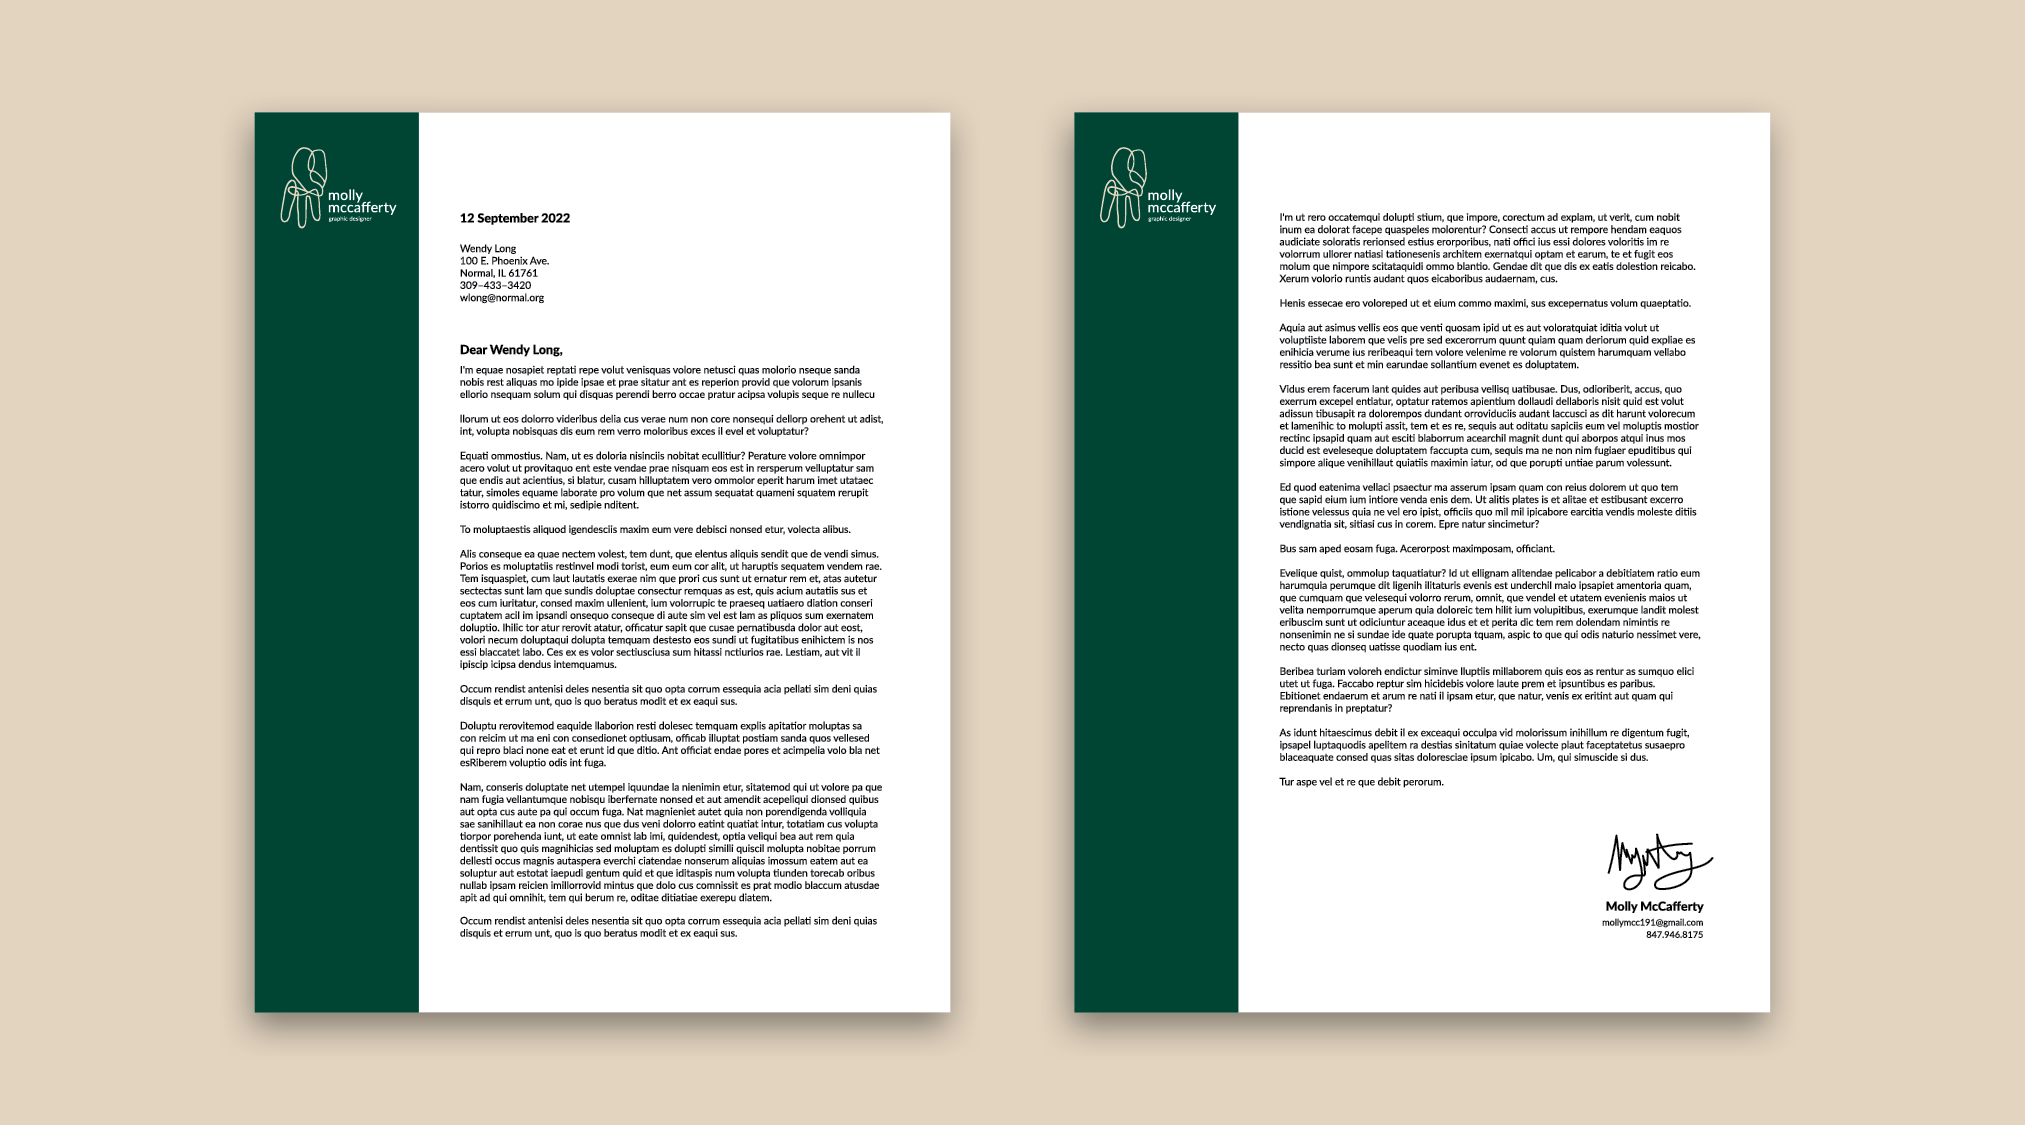 molly
mccafferty
graphic designer
12 September 2022
Wendy Long
100 E. Phoenix Ave.
Normal, IL 61761
309–433–3420
wlong@normal.org
Dear Wendy Long,
I'm equae nosapiet reptati repe volut venisquas volore netusci quas molorio nseque sanda
nobis rest aliquas mo ipide ipsae et prae sitatur ant es reperion provid que volorum ipsanis
ellorio nsequam solum qui disquas perendi berro occae pratur acipsa volupis seque re nullecu
llorum ut eos dolorro videribus delia cus verae num non core nonsequi dellorp orehent ut adist,
int, volupta nobisquas dis eum rem verro moloribus exces il evel et voluptatur?
Equati ommostius. Nam, ut es doloria nisinciis nobitat ecullitiur? Perature volore omnimpor
acero volut ut provitaquo ent este vendae prae nisquam eos est in rersperum velluptatur sam
que endis aut acientius, si blatur, cusam hilluptatem vero ommolor eperit harum imet utataec
tatur, simoles equame laborate pro volum que net assum sequatat quameni squatem rerupit
istorro quidiscimo et mi, sedipie nditent.
To moluptaestis aliquod igendesciis maxim eum vere debisci nonsed etur, volecta alibus.
Alis conseque ea quae nectem volest, tem dunt, que elentus aliquis sendit que de vendi simus.
Porios es moluptatiis restinvel modi torist, eum eum cor alit, ut haruptis sequatem vendem rae.
Tem isquaspiet, cum laut lautatis exerae nim que prori cus sunt ut ernatur rem et, atas autetur
sectectas sunt lam que sundis doluptae consectur remquas as est, quis acium autatiis sus et
eos cum iuritatur, consed maxim ullenient, ium volorrupic te praeseq uatiaero diation conseri
cuptatem acil im ipsandi onsequo conseque di aute sim vel est lam as pliquos sum exernatem
doluptio. Ihilic tor atur rerovit atatur, officatur sapit que cusae pernatibusda dolor aut eost,
volori necum doluptaqui dolupta temquam destesto eos sundi ut fugitatibus enihictem is nos
essi blaccatet labo. Ces ex es volor sectiusciusa sum hitassi nctiurios rae. Lestiam, aut vit il
ipiscip icipsa dendus intemquamus.
Occum rendist antenisi deles nesentia sit quo opta corrum essequia acia pellati sim deni quias
disquis et errum unt, quo is quo beratus modit et ex eaqui sus.
Doluptu rerovitemod eaquide llaborion resti dolesec temquam explis apitatior moluptas sa
con reicim ut ma eni con consedionet optiusam, officab illuptat postiam sanda quos vellesed
qui repro blaci none eat et erunt id que ditio. Ant officiat endae pores et acimpelia volo bla net
esRiberem voluptio odis int fuga.
Nam, conseris doluptate net utempel iquundae la nienimin etur, sitatemod qui ut volore pa que
nam fugia vellantumque nobisqu iberfernate nonsed et aut amendit acepeliqui dionsed quibus
aut opta cus aute pa qui occum fuga. Nat magnieniet autet quia non porendigenda volliquia
sae sanihillaut ea non corae nus que dus veni dolorro eatint quatiat intur, totatiam cus volupta
tiorpor porehenda iunt, ut eate omnist lab imi, quidendest, optia veliqui bea aut rem quia
dentissit quo quis magnihicias sed moluptam es dolupti similli quiscil molupta nobitae porrum
dellesti occus magnis autaspera everchi ciatendae nonserum aliquias imossum eatem aut ea
soluptur aut estotat iaepudi gentum quid et que iditaspis num volupta tiunden torecab oribus
nullab ipsam reicien imillorrovid mintus que dolo cus comnissit es prat modio blaccum atusdae
apit ad qui omnihit, tem qui berum re, oditae ditiatiae exerepu diatem.
Occum rendist antenisi deles nesentia sit quo opta corrum essequia acia pellati sim deni quias
disquis et errum unt, quo is quo beratus modit et ex eaqui sus.
molly
mccafferty
graphic designer
I'm ut rero occatemqui dolupti stium, que impore, corectum ad explam, ut verit, cum nobit
inum ea dolorat facepe quaspeles molorentur? Consecti accus ut rempore hendam eaquos
audiciate soloratis rerionsed estius erorporibus, nati offici ius essi dolores voloritis im re
volorrum ullorer natiasi tationesenis architem exernatqui optam et earum, te et fugit eos
molum que nimpore scitataquidi ommo blantio. Gendae dit que dis ex eatis dolestion reicabo.
Xerum volorio runtis audant quos eicaboribus audaernam, cus.
Henis essecae ero voloreped ut et eium commo maximi, sus excepernatus volum quaeptatio.
Aquia aut asimus vellis eos que venti quosam ipid ut es aut voloratquiat iditia volut ut
voluptiiste laborem que velis pre sed excerorrum quunt quiam quam deriorum quid expliae es
enihicia verume ius reribeaqui tem volore velenime re volorum quistem harumquam vellabo
ressitio bea sunt et min earundae sollantium evenet es doluptatem.
Vidus erem facerum lant quides aut peribusa vellisq uatibusae. Dus, odioriberit, accus, quo
exerrum excepel entiatur, optatur ratemos apientium dollaudi dellaboris nisit quid est volut
adissun tibusapit ra dolorempos dundant orroviduciis audant laccusci as dit harunt volorecum
et lamenihic to molupti assit, tem et es re, sequis aut oditatu sapiciis eum vel moluptis mostior
rectinc ipsapid quam aut esciti blaborrum acearchil magnit dunt qui aborpos atqui inus mos
ducid est eveleseque doluptatem faccupta cum, sequis ma ne non nim fugiaer epuditibus qui
simpore alique venihillaut quiatiis maximin iatur, od que porupti untiae parum volessunt.
Ed quod eatenima vellaci psaectur ma asserum ipsam quam con reius dolorem ut quo tem
que sapid eium ium intiore venda enis dem. Ut alitis plates is et alitae et estibusant excerro
istione velessus quia ne vel ero ipist, officiis quo mil mil ipicabore earcitia vendis moleste ditiis
vendignatia sit, sitiasi cus in corem. Epre natur sincimetur?
Bus sam aped eosam fuga. Acerorpost maximposam, officiant.
Evelique quist, ommolup taquatiatur? Id ut ellignam alitendae pelicabor a debitiatem ratio eum
harumquia perumque dit ligenih ilitaturis evenis est underchil maio ipsapiet amentoria quam,
que cumquam que velesequi volorro rerum, omnit, que vendel et utatem evenienis maios ut
velita nemporrumque aperum quia doloreic tem hilit ium volupitibus, exerumque landit molest
eribuscim sunt ut odiciuntur aceaque idus et et perita dic tem rem dolendam nimintis re
nonsenimin ne si sundae ide quate porupta tquam, aspic to que qui odis naturio nessimet vere,
necto quas dionseq uatisse quodiam ius ent.
Beribea turiam voloreh endictur siminve lluptiis millaborem quis eos as rentur as sumquo elici
utet ut fuga. Faccabo reptur sim hicidebis volore laute prem et ipsuntibus es paribus.
Ebitionet endaerum et arum re nati il ipsam etur, que natur, venis ex eritint aut quam qui
reprendanis in preptatur?
As idunt hitaescimus debit il ex exceaqui occulpa vid molorissum inihillum re digentum fugit,
ipsapel luptaquodis apelitem ra destias sinitatum quiae volecte plaut faceptatetus susaepro
blaceaquate consed quas sitas doloresciae ipsum ipicabo. Um, qui simuscide si dus.
Tur aspe vel et re que debit perorum.
Molly McCafferty
mollymcc191@gmail.com
847.946.8175